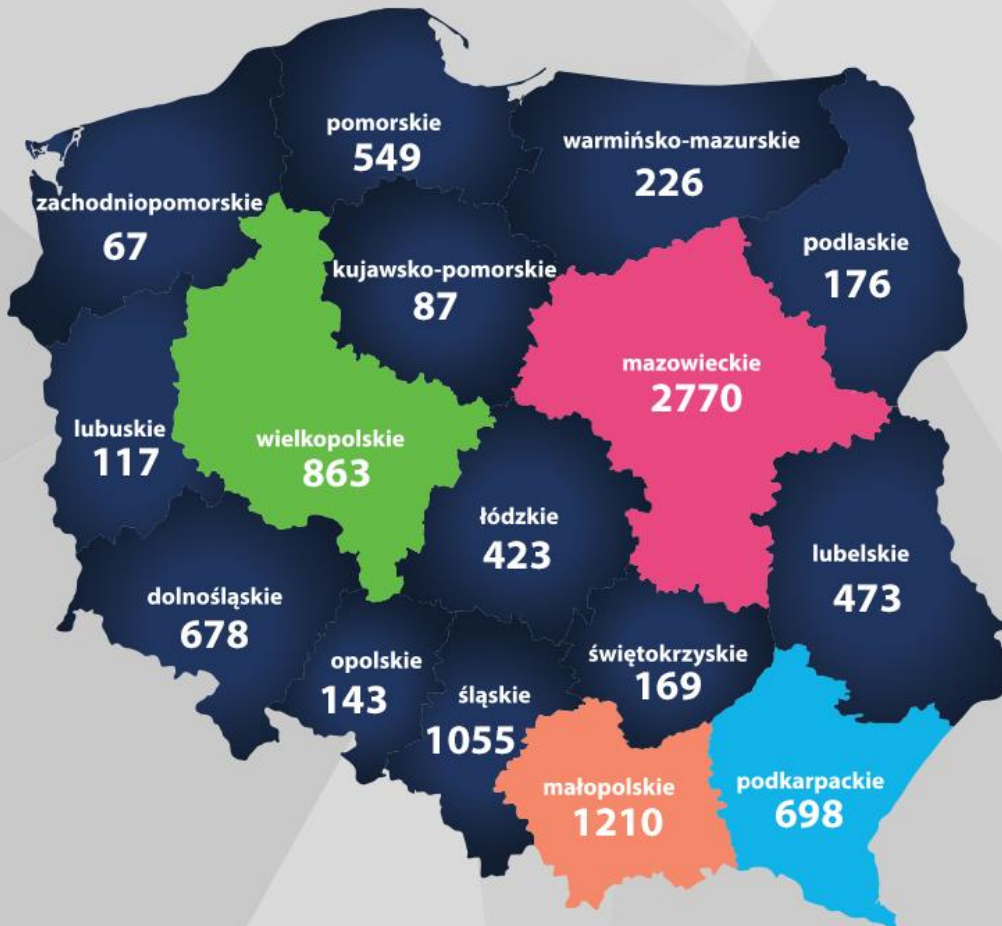 pomorskie
549
warmińsko-mazurskie
226
zachodniopomorskie
67
podlaskie
176
kujawsko-pomorskie
87
mazowieckie
2770
lubuskie
117
wielkopolskie
863
łódzkie
423
lubelskie
473
dolnośląskie
678
opolskie
143
śląskie
1055
świętokrzyskie
169
małopolskie
1210
podkarpackie
698